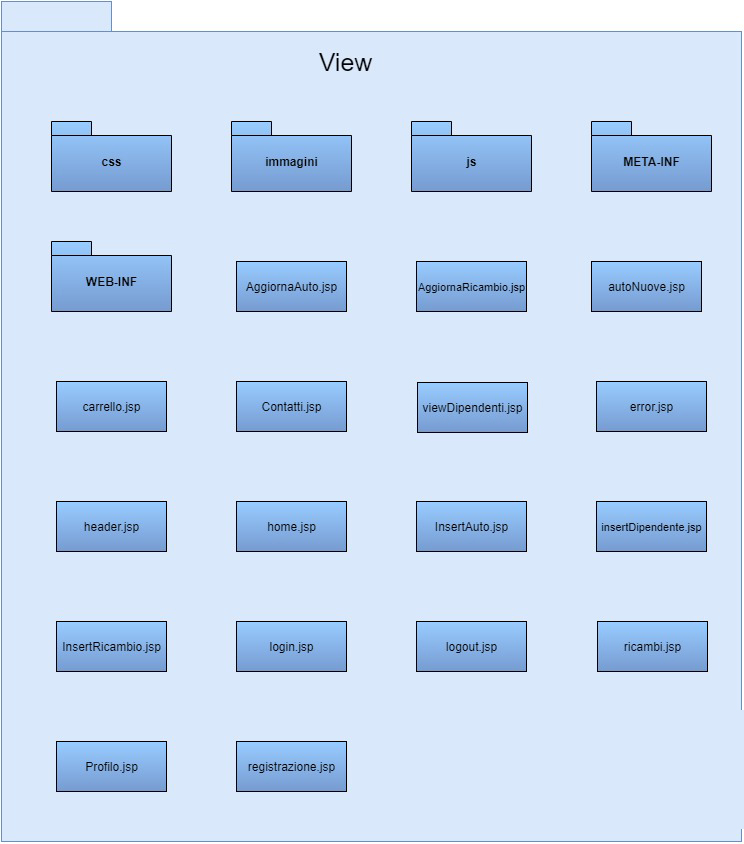 View
css
immagini
js
META-INF
WEB-INF
AggiornaAuto.jsp
AggiornaRicambio.jsp
autoNuove.jsp
carrello.jsp
Contatti.jsp
viewDipendenti.jsp
error.jsp
header.jsp
home.jsp
InsertAuto.jsp
insertDipendente.jsp
InsertRicambio.jsp
login.jsp
logout.jsp
ricambi.jsp
Profilo.jsp
registrazione.jsp